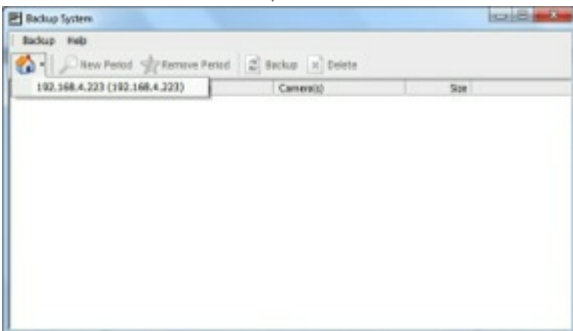 Backup System
Backup Help
New Period Remove Period Backup Delete
192.168.4.223 (192.168.4.223) Camera(s) Size